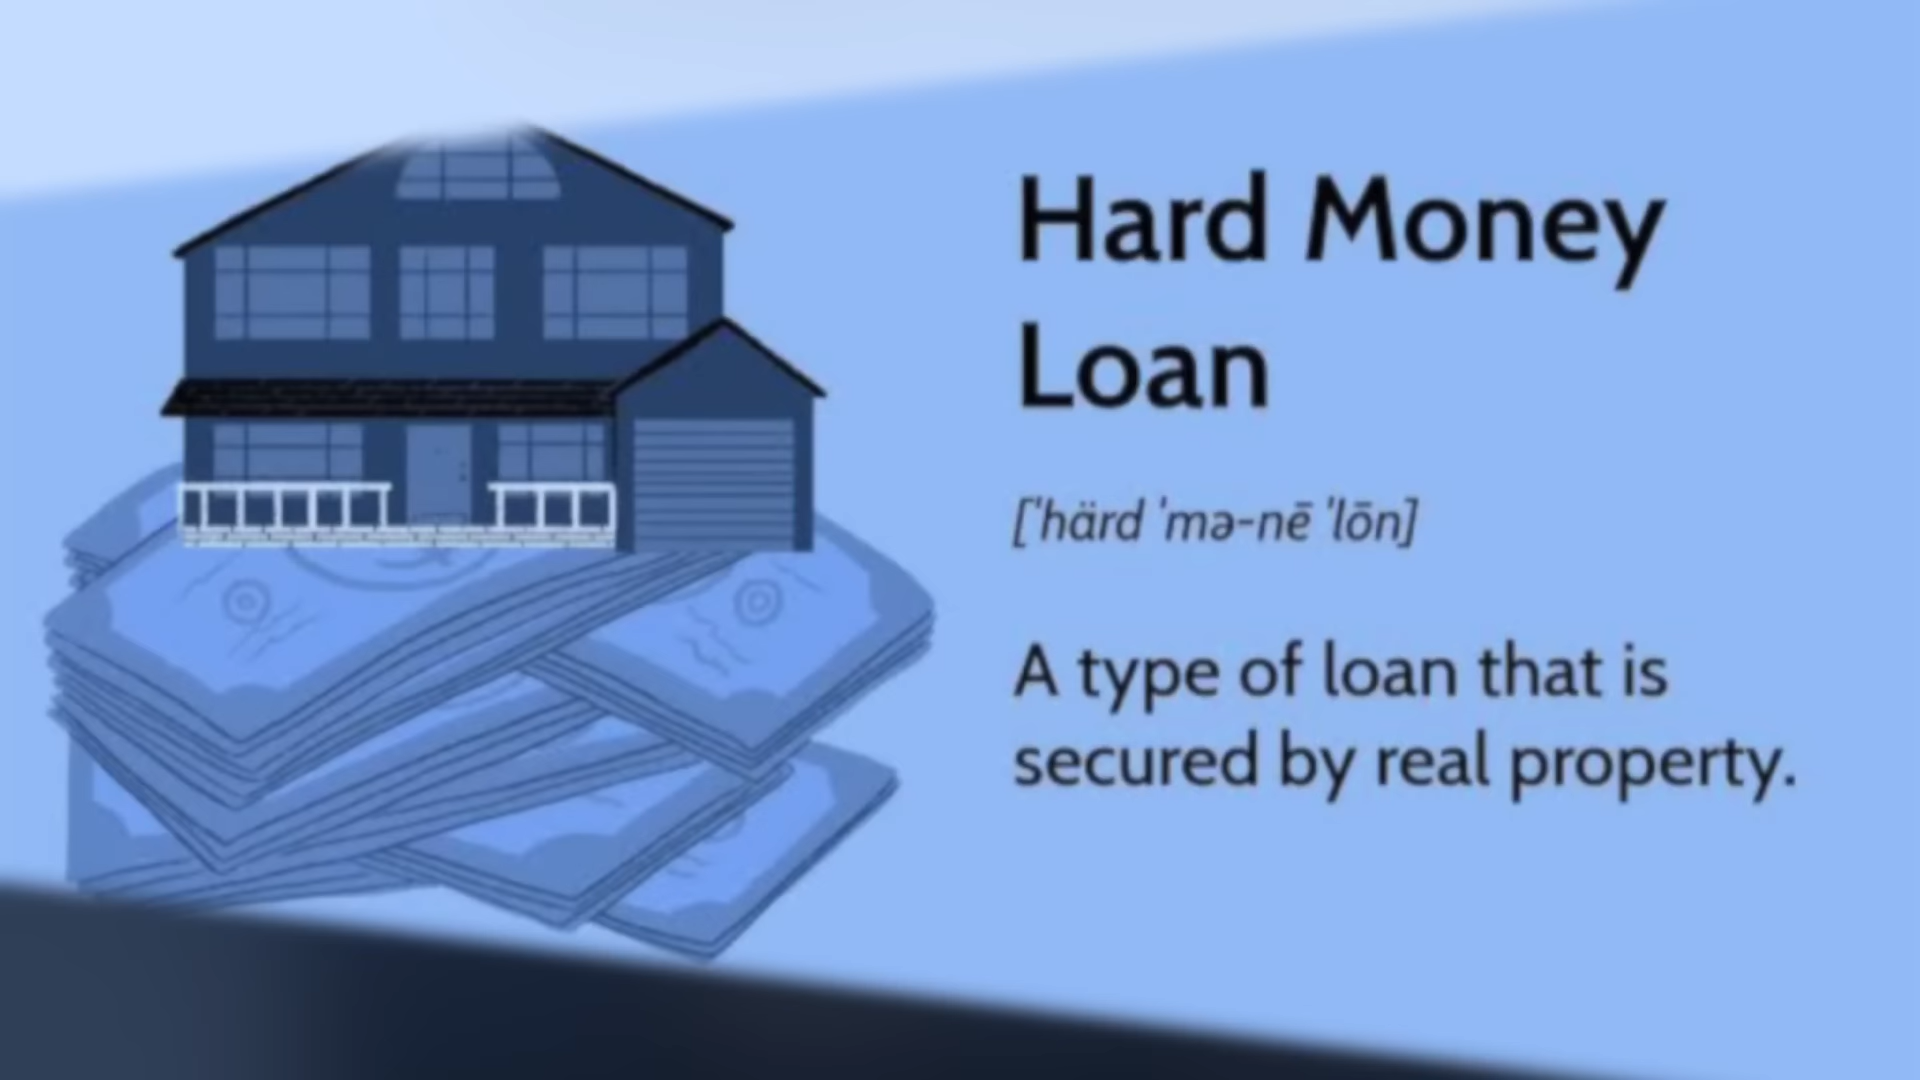 Hard Money
Loan
[ˈhärd ˈmə-nē ˈlōn]
A type of loan that is
secured by real property.